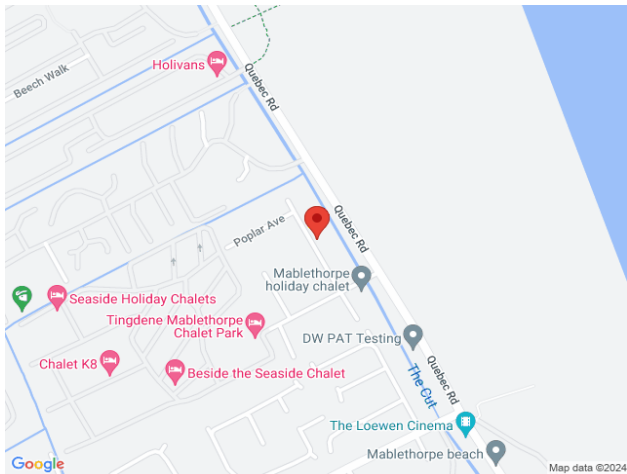 Holivans
Beech Walk
Quebec Rd
Poplar Ave
Quebec Rd
Mablethorpe
holiday chalet
Seaside Holiday Chalets
Tingdene Mablethorpe
Chalet Park
DW PAT Testing
Chalet K8
Beside the Seaside Chalet
Quebec Rd
The Cut
The Loewen Cinema
Mablethorpe beach
Google
Map data ©2024